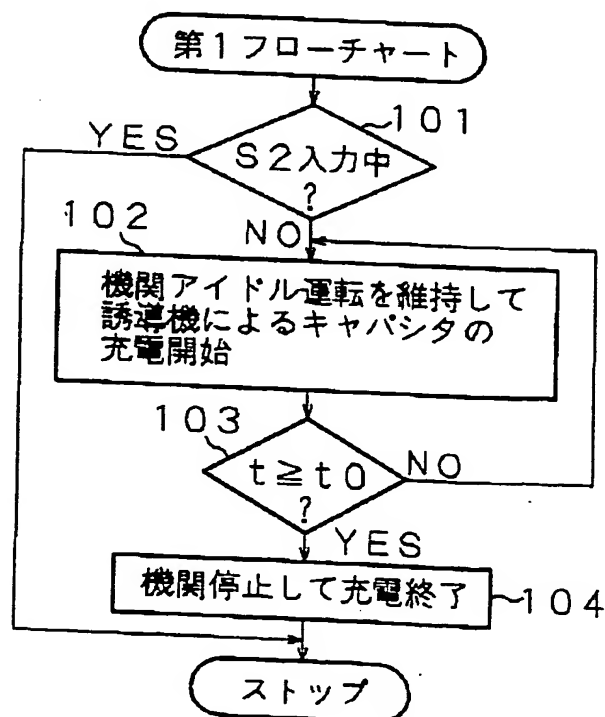 第1フローチャート
101
YES
S2入力中
?
102
NO
機関アイドル運転を維持して
誘導機によるキャパシタの
充電開始
103
t≧t0
NO
?
YES
機関停止して充電終了
104
ストップ